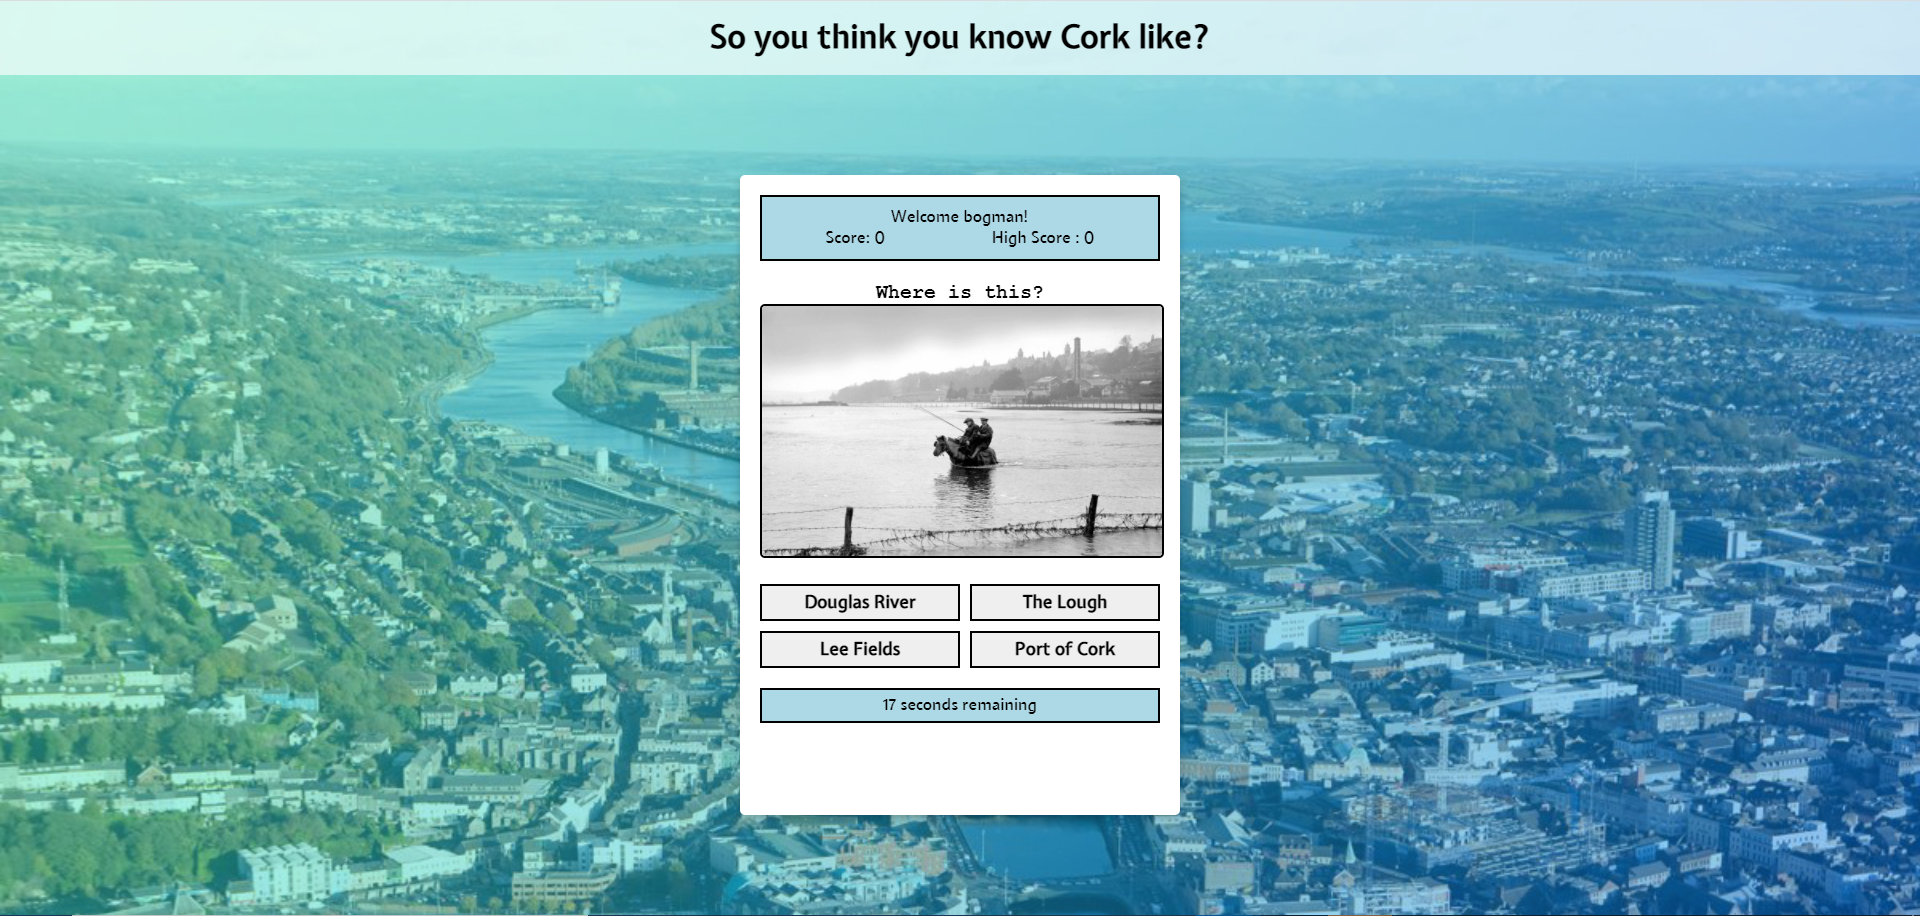 So you think you know Cork like?
Welcome bogman!
Score: 0 High Score : 0
Where is this?
Douglas River The Lough
Lee Fields Port of Cork
17 seconds remaining